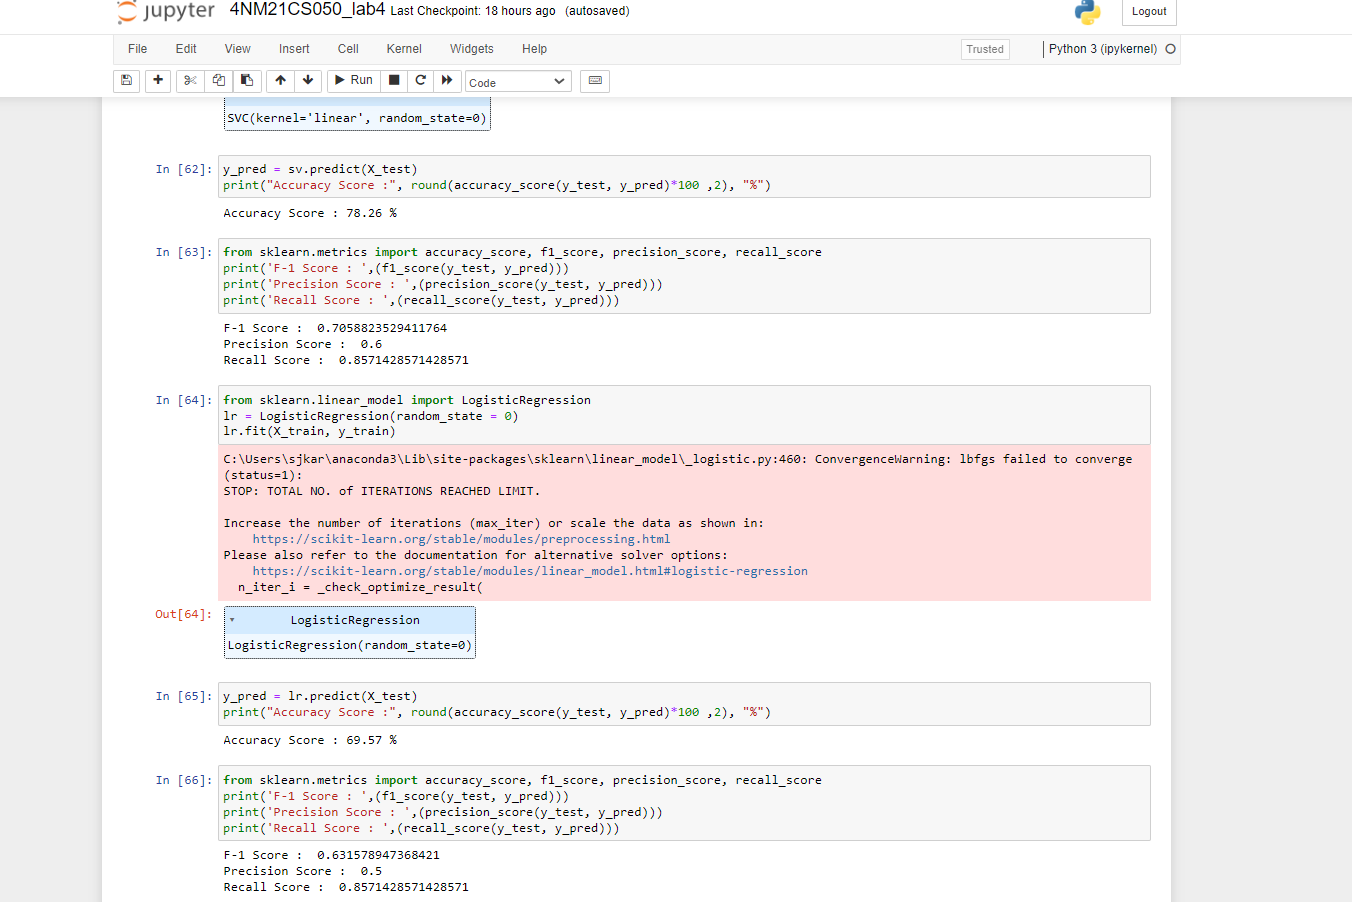 jupyter 4NM21CS050_lab4 Last Checkpoint: 18 hours ago (autosaved) Logout
File Edit View Insert Cell Kernel Widgets Help Trusted Python 3 (ipykernel)
Run Code
SVC(kernel='linear', random_state=0)
In [62]: y_pred = sv.predict(X_test)
print("Accuracy Score :", round(accuracy_score(y_test, y_pred)*100 ,2), "%")
Accuracy Score : 78.26 %
In [63]: from sklearn.metrics import accuracy_score, f1_score, precision_score, recall_score
print('F-1 Score : ',(f1_score(y_test, y_pred)))
print('Precision Score : ',(precision_score(y_test, y_pred)))
print('Recall Score : ',(recall_score(y_test, y_pred)))
F-1 Score :  0.7058823529411764
Precision Score :  0.6
Recall Score :  0.8571428571428571
In [64]: from sklearn.linear_model import LogisticRegression
lr = LogisticRegression(random_state = 0)
lr.fit(X_train, y_train)
C:\Users\sjkar\anaconda3\Lib\site-packages\sklearn\linear_model\_logistic.py:460: ConvergenceWarning: lbfgs failed to converge
(status=1):
STOP: TOTAL NO. of ITERATIONS REACHED LIMIT.
Increase the number of iterations (max_iter) or scale the data as shown in:
https://scikit-learn.org/stable/modules/preprocessing.html
Please also refer to the documentation for alternative solver options:
https://scikit-learn.org/stable/modules/linear_model.html#logistic-regression
n_iter_i = _check_optimize_result(
Out[64]: LogisticRegression
LogisticRegression(random_state=0)
In [65]: y_pred = lr.predict(X_test)
print("Accuracy Score :", round(accuracy_score(y_test, y_pred)*100 ,2), "%")
Accuracy Score : 69.57 %
In [66]: from sklearn.metrics import accuracy_score, f1_score, precision_score, recall_score
print('F-1 Score : ',(f1_score(y_test, y_pred)))
print('Precision Score : ',(precision_score(y_test, y_pred)))
print('Recall Score : ',(recall_score(y_test, y_pred)))
F-1 Score :  0.631578947368421
Precision Score :  0.5
Recall Score :  0.8571428571428571